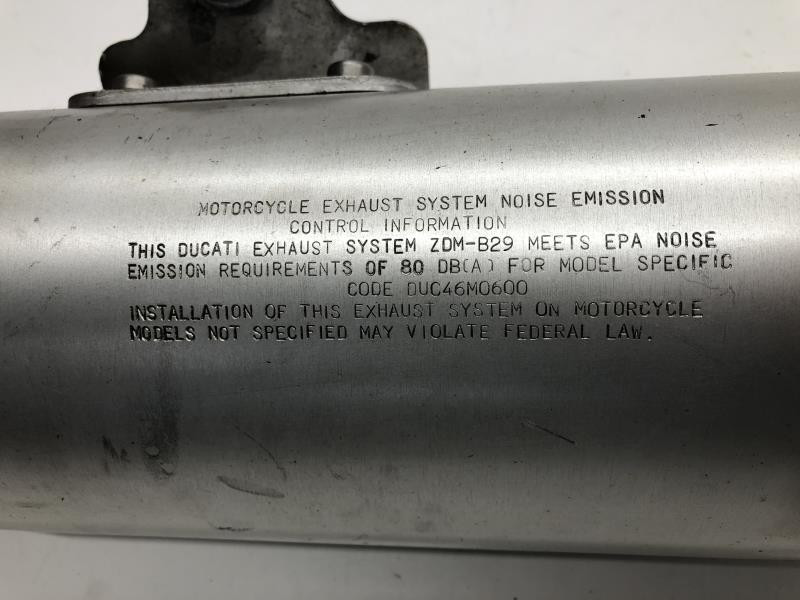 MOTORCYCLE EXHAUST SYSTEM NOISE EMISSION
CONTROL INFORMATION
THIS DUCATI EXHAUST SYSTEM ZDM-B29 MEETS EPA NOISE
EMISSION REQUIREMENTS OF 80 DB(A) FOR MODEL SPECIFIC
CODE DUC46M0600
INSTALLATION OF THIS EXHAUST SYSTEM ON MOTORCYCLE
MODELS NOT SPECIFIED MAY VIOLATE FEDERAL LAW.